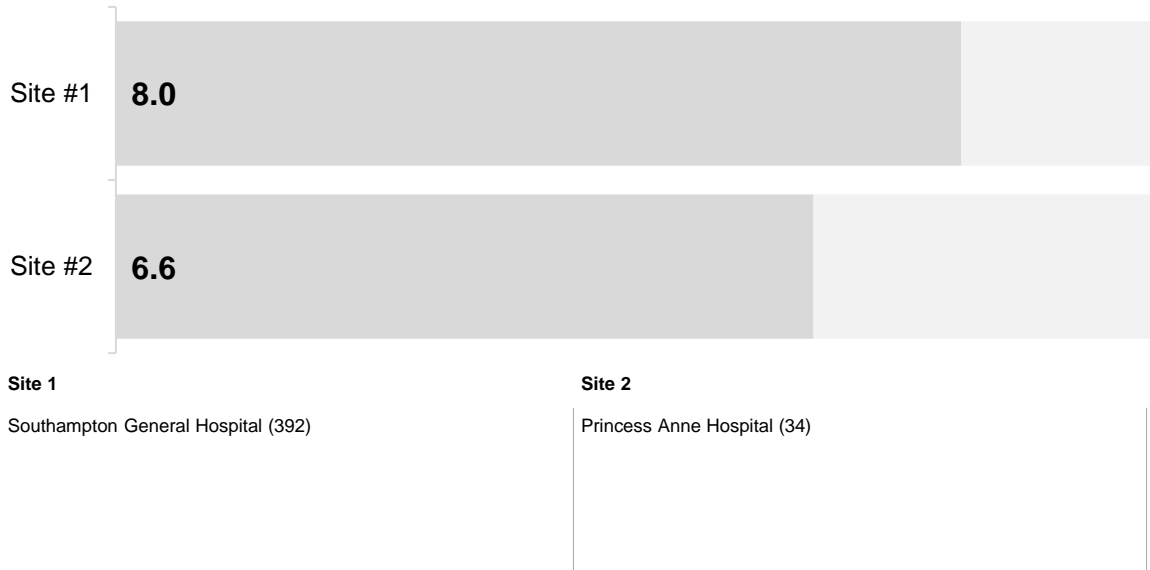 Site #1
8.0
Site #2
6.6
Site 1
Site 2
Southampton General Hospital (392)
Princess Anne Hospital (34)